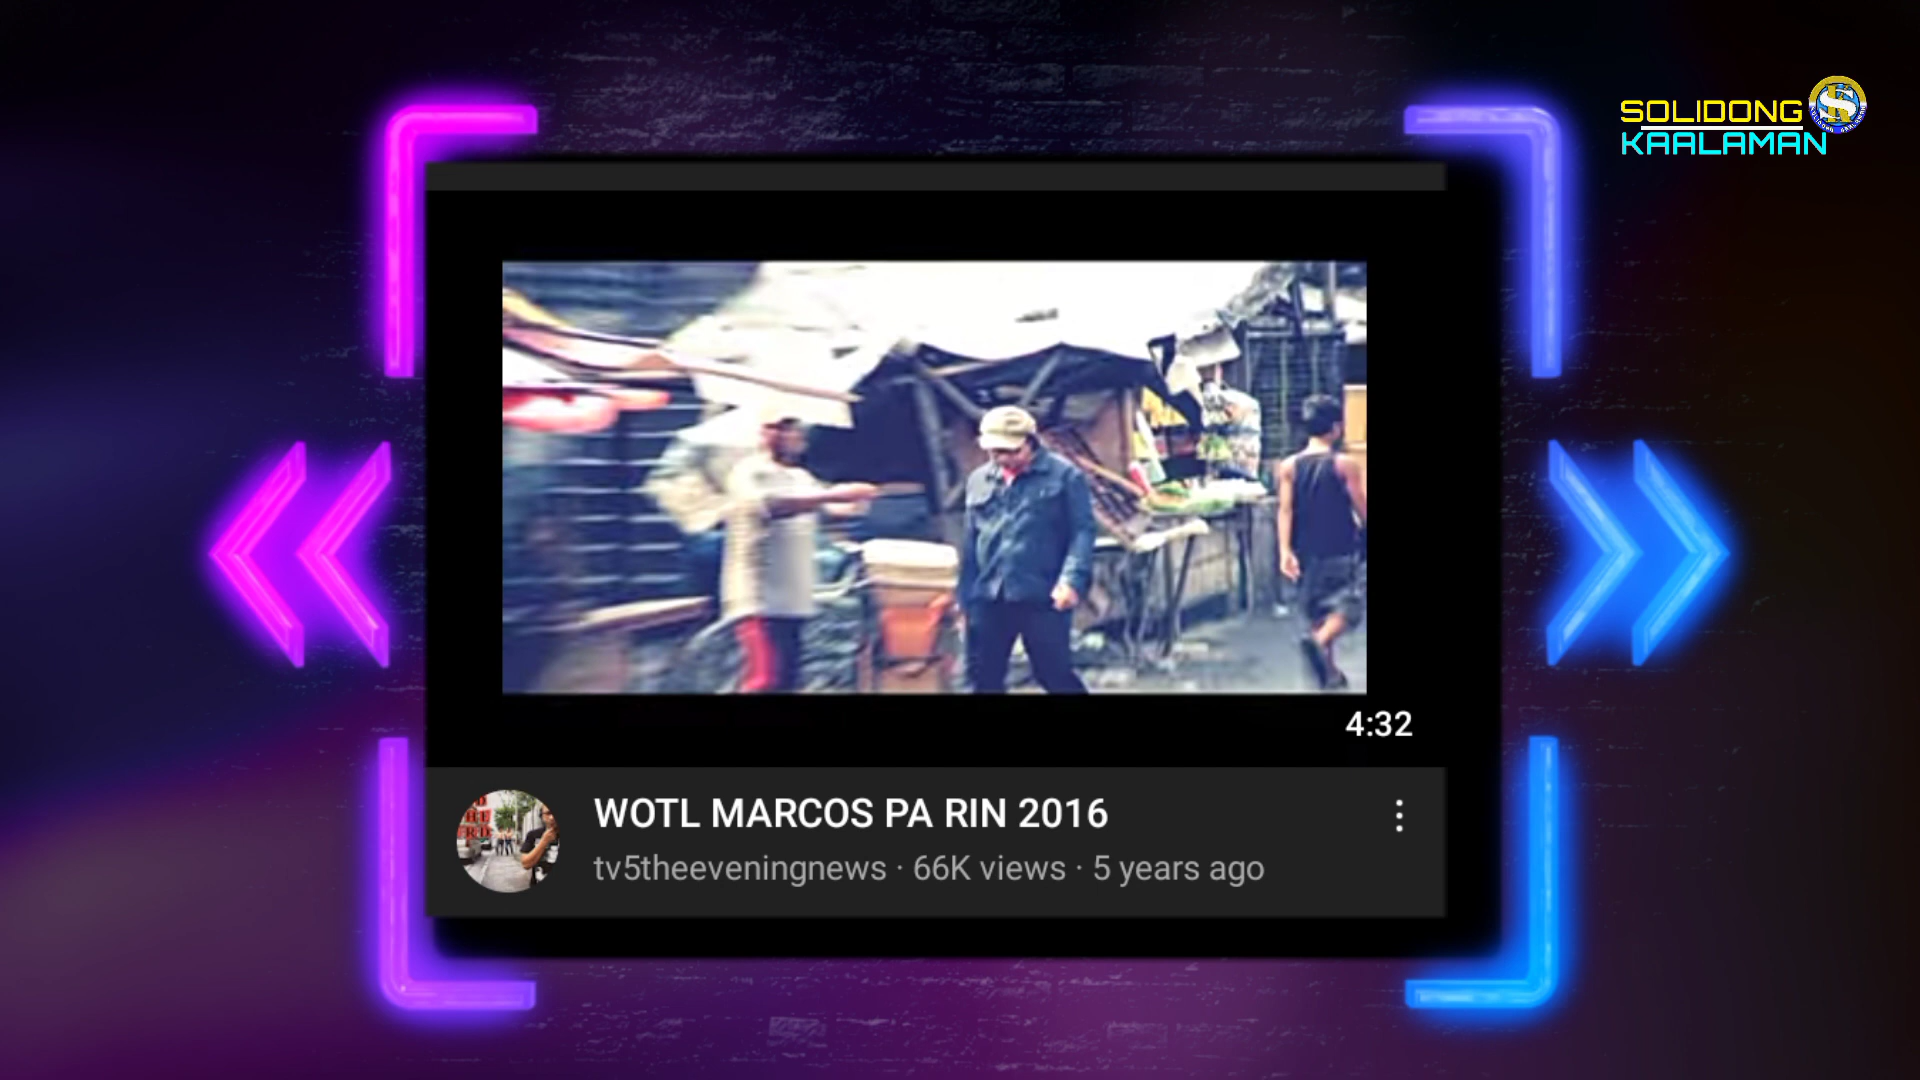 SOLIDONG
KAALAMAN
4:32
WOTL MARCOS PA RIN 2016
tv5theeveningnews · 66K views · 5 years ago